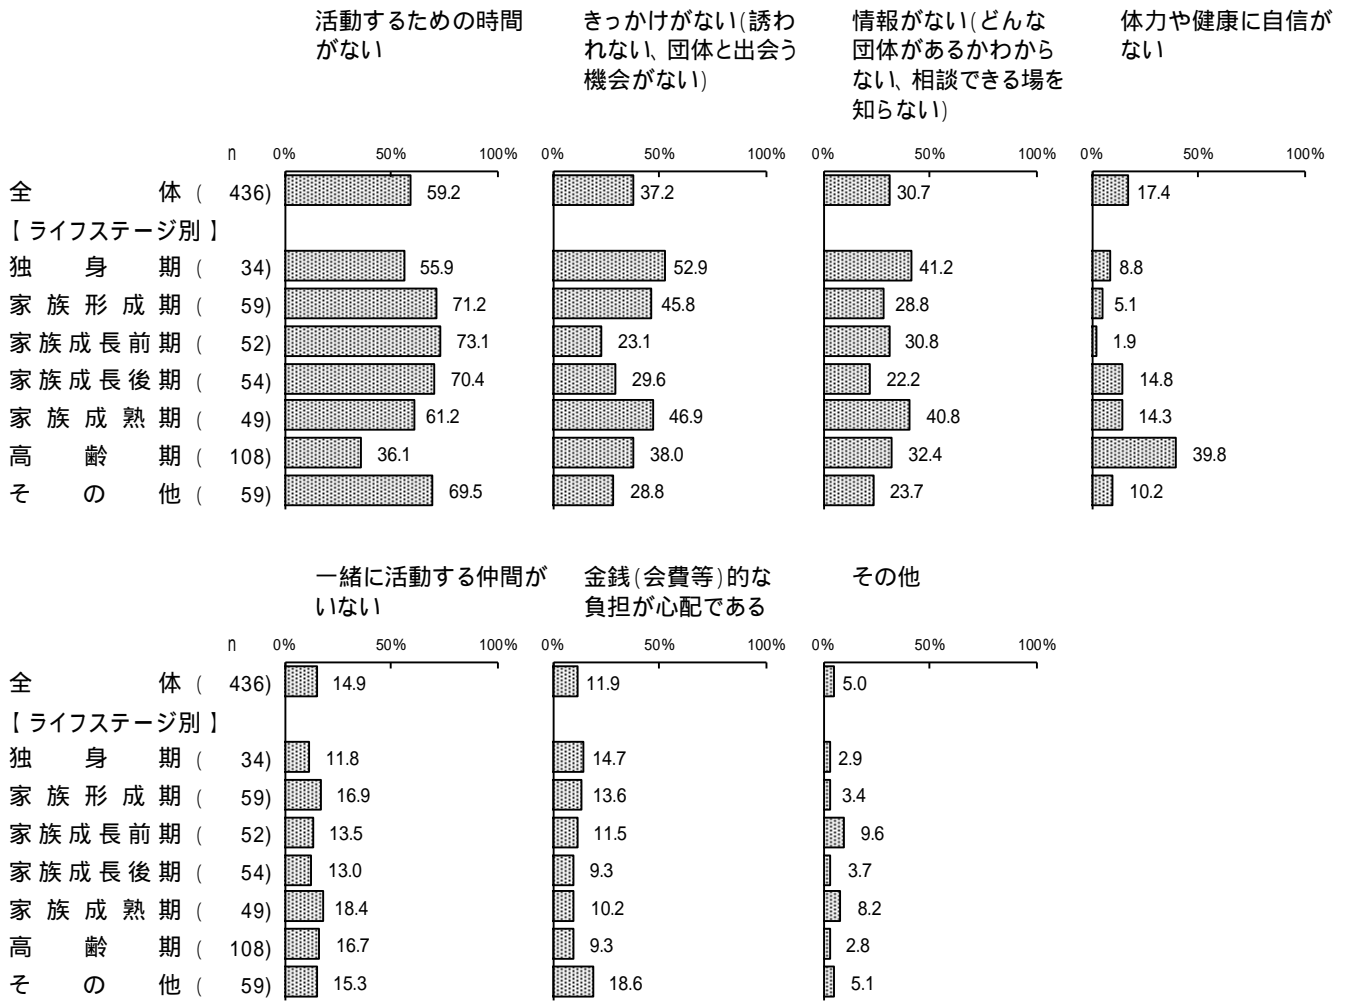 活動するための時間
がない
きっかけがない(誘わ
れない、団体と出会う
機会がない)
情報がない(どんな
団体があるかわから
ない、相談できる場を
知らない)
体力や健康に自信が
ない
n 0% 50% 100% 0% 50% 100% 0% 50% 100% 0% 50% 100%
全体 ( 436) 59.2 37.2 30.7 17.4
【ライフステージ別】
独身期 ( 34) 55.9 52.9 41.2 8.8
家族形成期 ( 59) 71.2 45.8 28.8 5.1
家族成長前期 ( 52) 73.1 23.1 30.8 1.9
家族成長後期 ( 54) 70.4 29.6 22.2 14.8
家族成熟期 ( 49) 61.2 46.9 40.8 14.3
高齢期 ( 108) 36.1 38.0 32.4 39.8
その他 ( 59) 69.5 28.8 23.7 10.2
一緒に活動する仲間が
いない
金銭(会費等)的な
負担が心配である
その他
n 0% 50% 100% 0% 50% 100% 0% 50% 100%
全体 ( 436) 14.9 11.9 5.0
【ライフステージ別】
独身期 ( 34) 11.8 14.7 2.9
家族形成期 ( 59) 16.9 13.6 3.4
家族成長前期 ( 52) 13.5 11.5 9.6
家族成長後期 ( 54) 13.0 9.3 3.7
家族成熟期 ( 49) 18.4 10.2 8.2
高齢期 ( 108) 16.7 9.3 2.8
その他 ( 59) 15.3 18.6 5.1